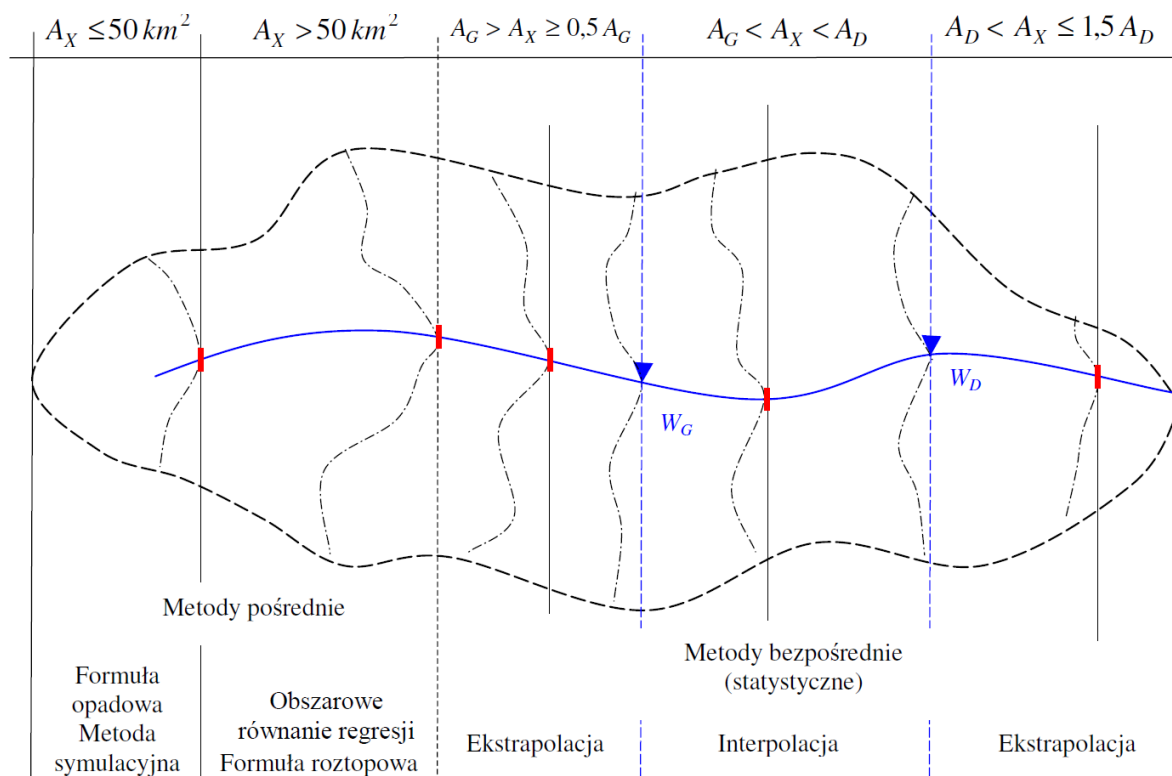 A_X ≤ 50 km²
A_X > 50 km²
A_G > A_X ≥ 0,5 A_G
A_G < A_X < A_D
A_D < A_X ≤ 1,5 A_D
W_G
W_D
Metody pośrednie
Metody bezpośrednie
(statystyczne)
Formuła
opadowa
Metoda
symulacyjna
Obszarowe
równanie regresji
Formuła roztopowa
Ekstrapolacja
Interpolacja
Ekstrapolacja